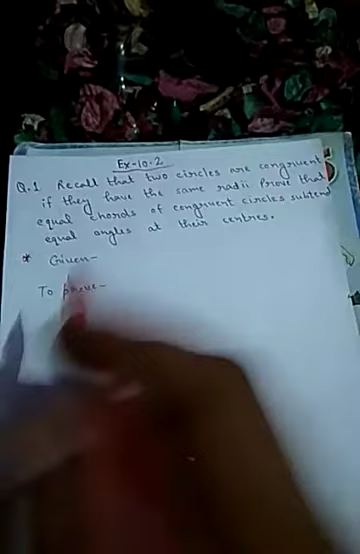 Ex-10.2
Q.1 Recall that two circles are congruent
if they have the same radii. Prove that
equal chords of congruent circles subtend
equal angles at their centres.
* Given-
To prove-